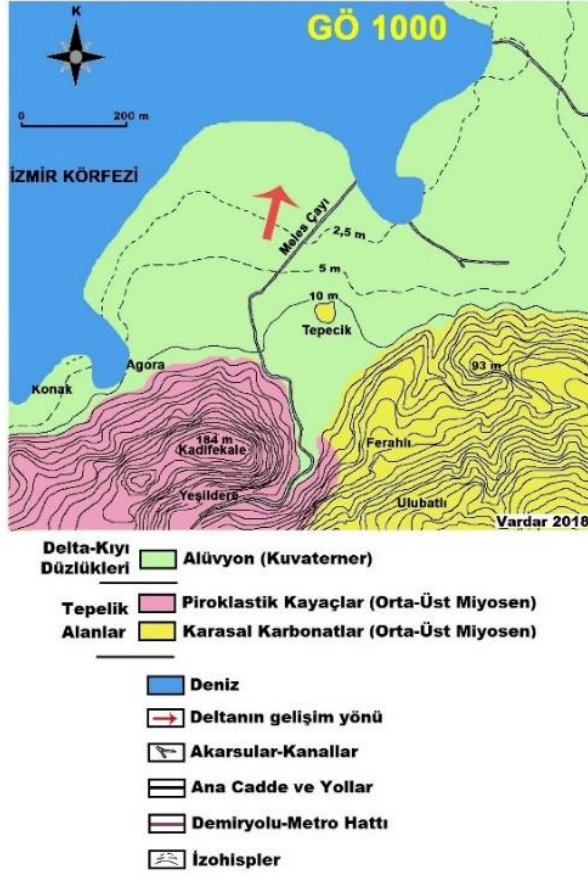 K
GÖ 1000
200 m
İZMİR KÖRFEZİ
Meles Çayı
2,5 m
5 m
10 m
Tepecik
Agora
Konak
93 m
184 m
Kadifekale
Ferahlı
Yeşildere
Ulubatlı
Vardar 2018
Delta-Kıyı
Düzlükleri
Alüvyon (Kuvaterner)
Tepelik
Alanlar
Piroklastik Kayaçlar (Orta-Üst Miyosen)
Karasal Karbonatlar (Orta-Üst Miyosen)
Deniz
Deltanın gelişim yönü
Akarsular-Kanallar
Ana Cadde ve Yollar
Demiryolu-Metro Hattı
İzohispler